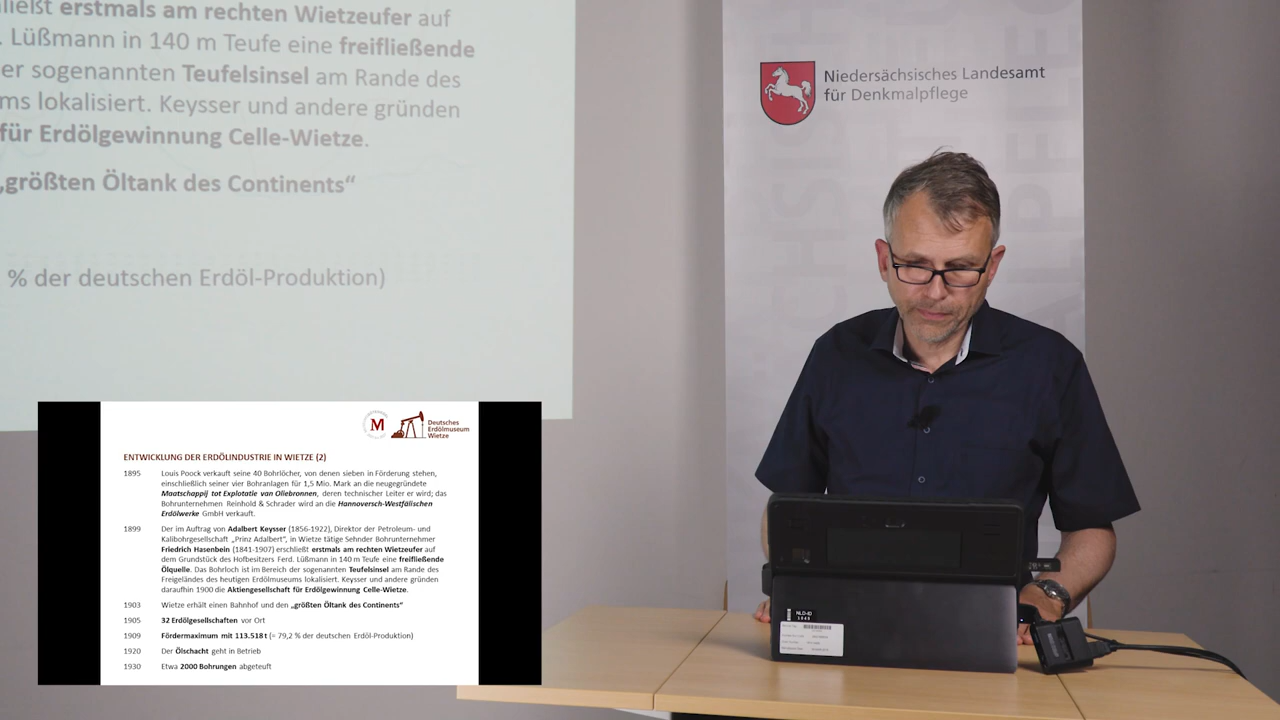 ließt erstmals am rechten Wietzeufer auf
. Lüßmann in 140 m Teufe eine freifließende
er sogenannten Teufelsinsel am Rande des
ms lokalisiert. Keysser und andere gründen
für Erdölgewinnung Celle-Wietze.
„größten Öltank des Continents“
% der deutschen Erdöl-Produktion)
Niedersächsisches Landesamt
für Denkmalpflege
M
Deutsches
Erdölmuseum
Wietze
ENTWICKLUNG DER ERDÖLINDUSTRIE IN WIETZE (2)
1895 Louis Poock verkauft seine 40 Bohrlöcher, von denen sieben in Förderung stehen,
einschließlich seiner vier Bohranlagen für 1,5 Mio. Mark an die neugegründete
Maatschappij tot Explotatie van Oliebronnen, deren technischer Leiter er wird; das
Bohrunternehmen Reinhold & Schrader wird an die Hannoversch-Westfälischen
Erdölwerke GmbH verkauft.
1899 Der im Auftrag von Adalbert Keysser (1856-1922), Direktor der Petroleum- und
Kalibohrgesellschaft „Prinz Adalbert“, in Wietze tätige Sehnder Bohrunternehmer
Friedrich Hasenbein (1841-1907) erschließt erstmals am rechten Wietzeufer auf
dem Grundstück des Hofbesitzers Ferd. Lüßmann in 140 m Teufe eine freifließende
Ölquelle. Das Bohrloch ist im Bereich der sogenannten Teufelsinsel am Rande des
Freigeländes des heutigen Erdölmuseums lokalisiert. Keysser und andere gründen
daraufhin 1900 die Aktiengesellschaft für Erdölgewinnung Celle-Wietze.
1903 Wietze erhält einen Bahnhof und den „größten Öltank des Continents“
1905 32 Erdölgesellschaften vor Ort
1909 Fördermaximum mit 113.518 t (= 79,2 % der deutschen Erdöl-Produktion)
1920 Der Ölschacht geht in Betrieb
1930 Etwa 2000 Bohrungen abgeteuft
NLD-ID